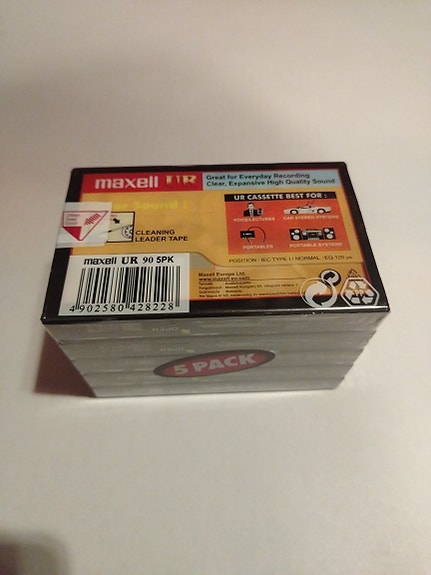 maxell UR
Great for Everyday Recording
Clear, Expansive High Quality Sound
Sound!
UR CASSETTE BEST FOR :
VOICE/LECTURES
CAR STEREO SYSTEMS
CLEANING
LEADER TAPE
PORTABLES
PORTABLE SYSTEM
POSITION : IEC TYPE I / NORMAL : EQ 120 µs
maxell UR 90 5PK
4 902580 428228
Maxell Europe Ltd.
5 PACK